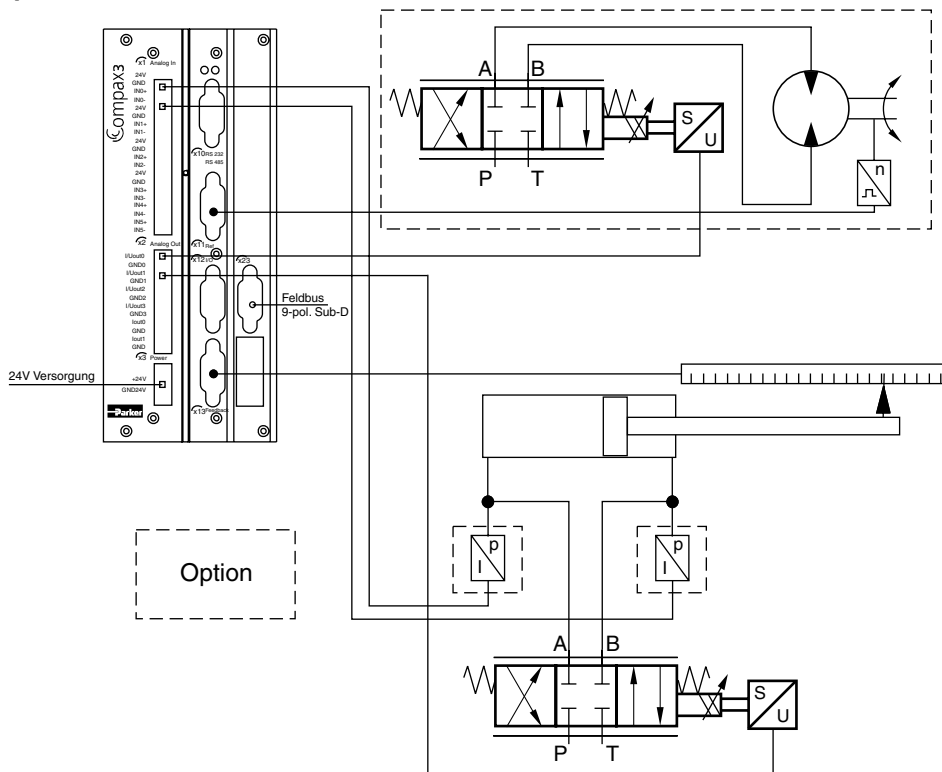 Compax3
x1 Analog In
24V
GND
IN0+
IN0-
24V
GND
IN1+
IN1-
24V
GND
IN2+
IN2-
24V
GND
IN3+
IN3-
IN4+
IN4-
IN5+
IN5-
x2 Analog Out
I/Uout0
GND0
I/Uout1
GND1
I/Uout2
GND2
I/Uout3
GND3
Iout0
GND
Iout1
GND
x3 Power
+24V
GND24V
Parker
x10 RS 232
RS 485
x11 Ref
x12 I/O
x23
x13 Feedback
24V Versorgung
Feldbus
9-pol. Sub-D
A B
P T
S
U
n
p
I
p
I
Option
A B
P T
S
U